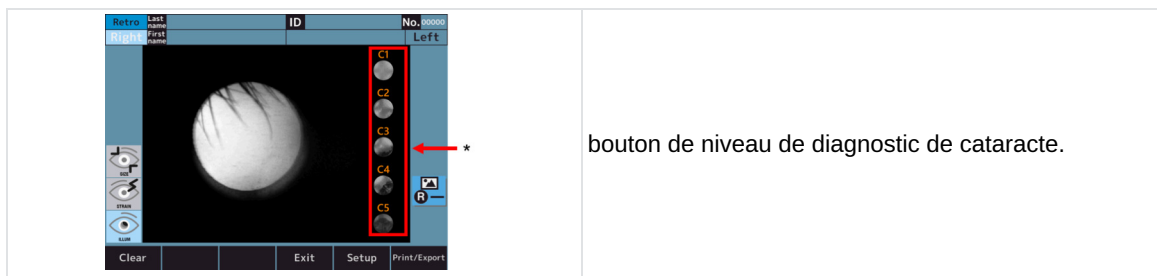 Retro Last name ID No. 00000
Right First name Left
C1
C2
C3
* bouton de niveau de diagnostic de cataracte.
C4
C5
SIZE
STRAIN
ILLUM
R
Clear Exit Setup Print/Export